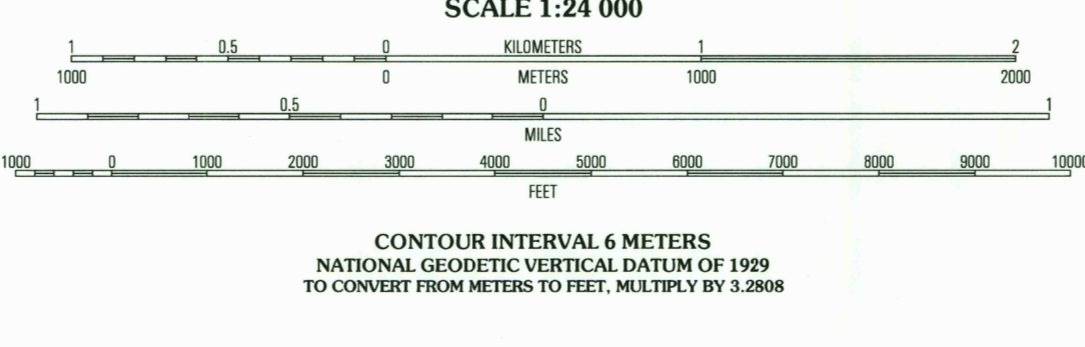 SCALE 1:24 000
1 0.5 0 KILOMETERS 1 2
1000 0 METERS 1000 2000
1 0.5 0 1
MILES
1000 0 1000 2000 3000 4000 5000 6000 7000 8000 9000 10000
FEET
CONTOUR INTERVAL 6 METERS
NATIONAL GEODETIC VERTICAL DATUM OF 1929
TO CONVERT FROM METERS TO FEET, MULTIPLY BY 3.2808